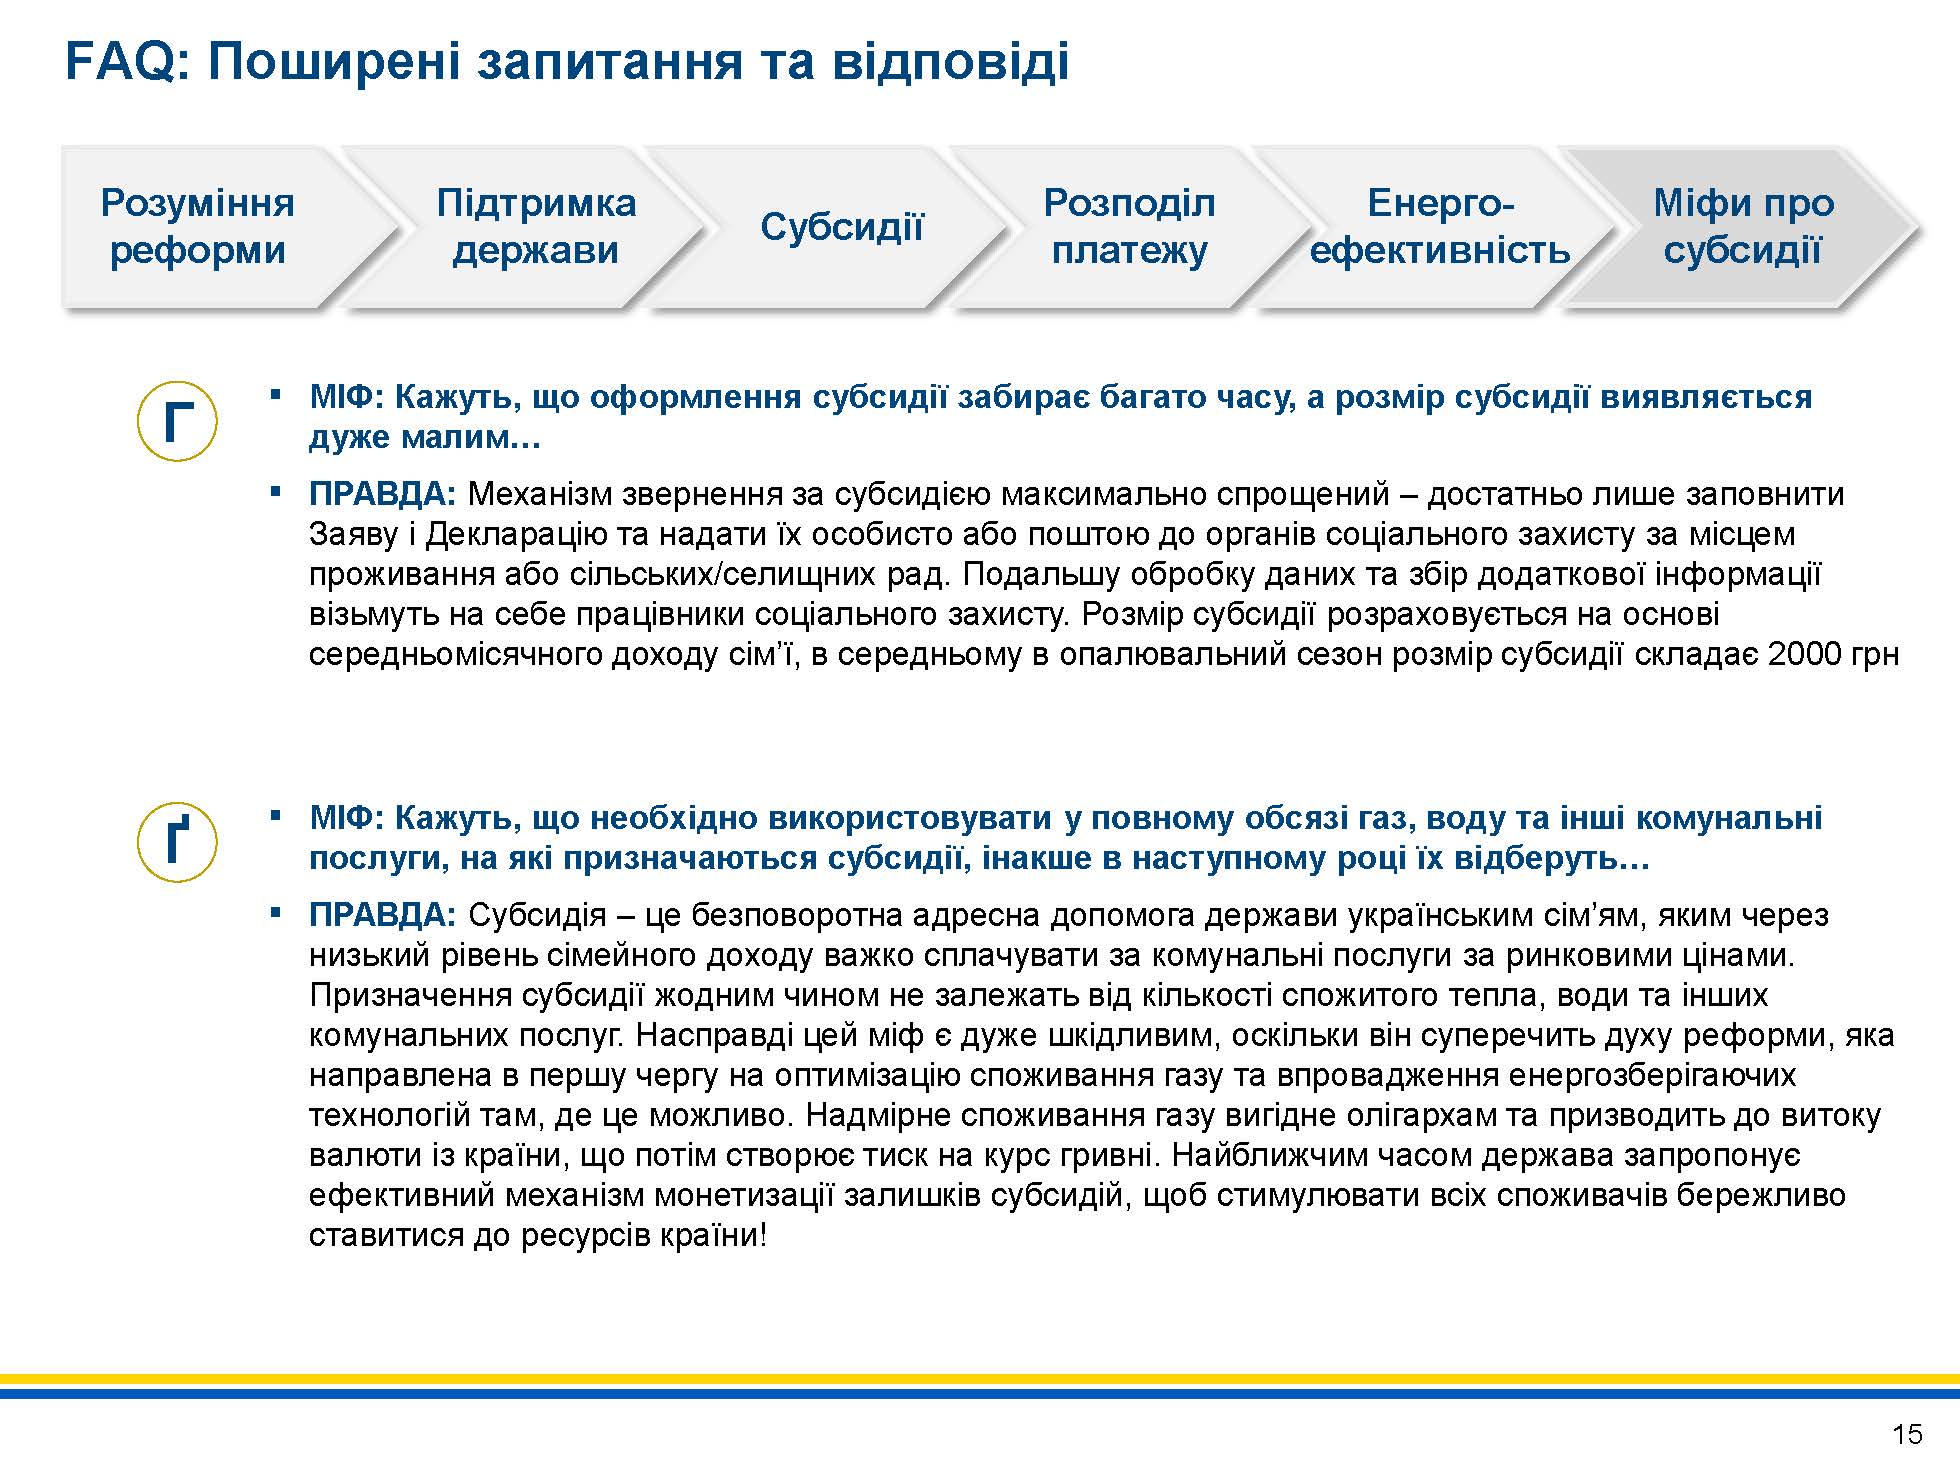 FAQ: Поширені запитання та відповіді
Розуміння
реформи
Підтримка
держави
Субсидії
Розподіл
платежу
Енерго-
ефективність
Міфи про
субсидії
Г
▪ МІФ: Кажуть, що оформлення субсидії забирає багато часу, а розмір субсидії виявляється
дуже малим…
▪ ПРАВДА: Механізм звернення за субсидією максимально спрощений – достатньо лише заповнити
Заяву і Декларацію та надати їх особисто або поштою до органів соціального захисту за місцем
проживання або сільських/селищних рад. Подальшу обробку даних та збір додаткової інформації
візьмуть на себе працівники соціального захисту. Розмір субсидії розраховується на основі
середньомісячного доходу сім’ї, в середньому в опалювальний сезон розмір субсидії складає 2000 грн
Ґ
▪ МІФ: Кажуть, що необхідно використовувати у повному обсязі газ, воду та інші комунальні
послуги, на які призначаються субсидії, інакше в наступному році їх відберуть…
▪ ПРАВДА: Субсидія – це безповоротна адресна допомога держави українським сім’ям, яким через
низький рівень сімейного доходу важко сплачувати за комунальні послуги за ринковими цінами.
Призначення субсидії жодним чином не залежать від кількості спожитого тепла, води та інших
комунальних послуг. Насправді цей міф є дуже шкідливим, оскільки він суперечить духу реформи, яка
направлена в першу чергу на оптимізацію споживання газу та впровадження енергозберігаючих
технологій там, де це можливо. Надмірне споживання газу вигідне олігархам та призводить до витоку
валюти із країни, що потім створює тиск на курс гривні. Найближчим часом держава запропонує
ефективний механізм монетизації залишків субсидій, щоб стимулювати всіх споживачів бережливо
ставитися до ресурсів країни!
15